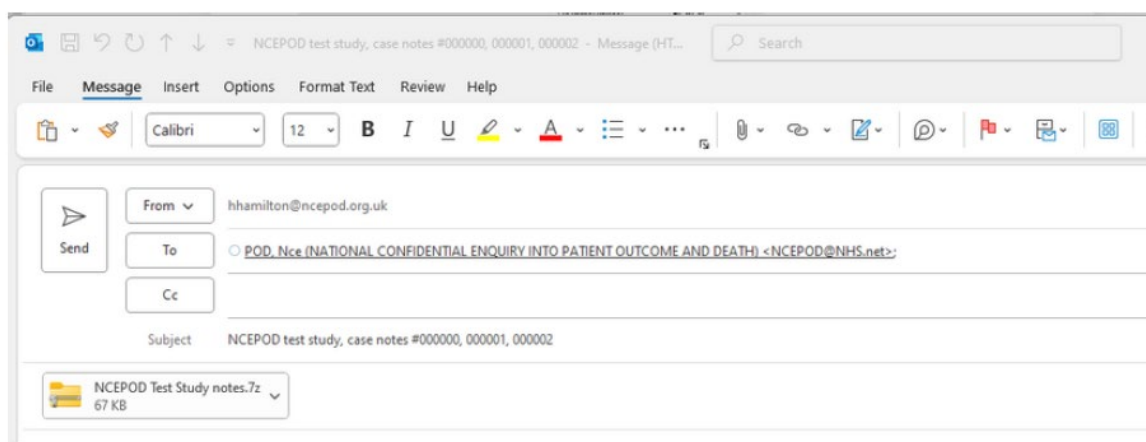 NCEPOD test study, case notes #000000, 000001, 000002 - Message (HT... Search
File Message Insert Options Format Text Review Help
Calibri 12 B I U A
From hhamilton@ncepod.org.uk
Send To POD, Nce (NATIONAL CONFIDENTIAL ENQUIRY INTO PATIENT OUTCOME AND DEATH) <NCEPOD@NHS.net>;
Cc
Subject NCEPOD test study, case notes #000000, 000001, 000002
NCEPOD Test Study notes.7z
67 KB